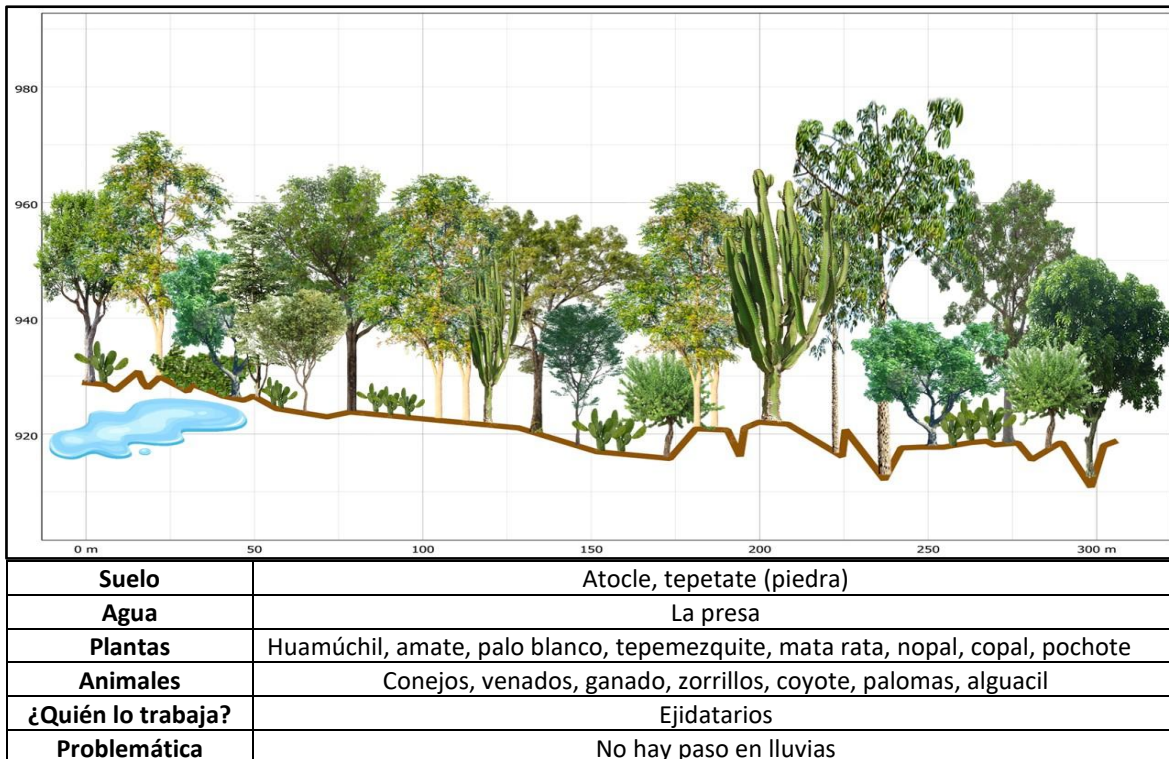 980
960
940
920
0 m 50 100 150 200 250 300 m
Suelo Atocle, tepetate (piedra)
Agua La presa
Plantas Huamúchil, amate, palo blanco, tepemezquite, mata rata, nopal, copal, pochote
Animales Conejos, venados, ganado, zorrillos, coyote, palomas, alguacil
¿Quién lo trabaja? Ejidatarios
Problemática No hay paso en lluvias